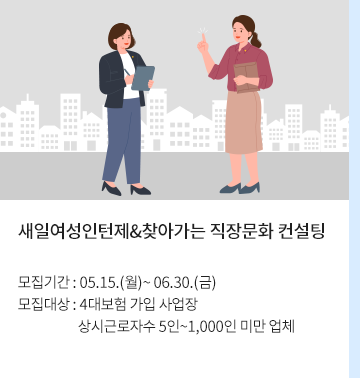 새일여성인턴제&찾아가는 직장문화 컨설팅
모집기간 : 05.15.(월)~ 06.30.(금)
모집대상 : 4대보험 가입 사업장
상시근로자수 5인~1,000인 미만 업체